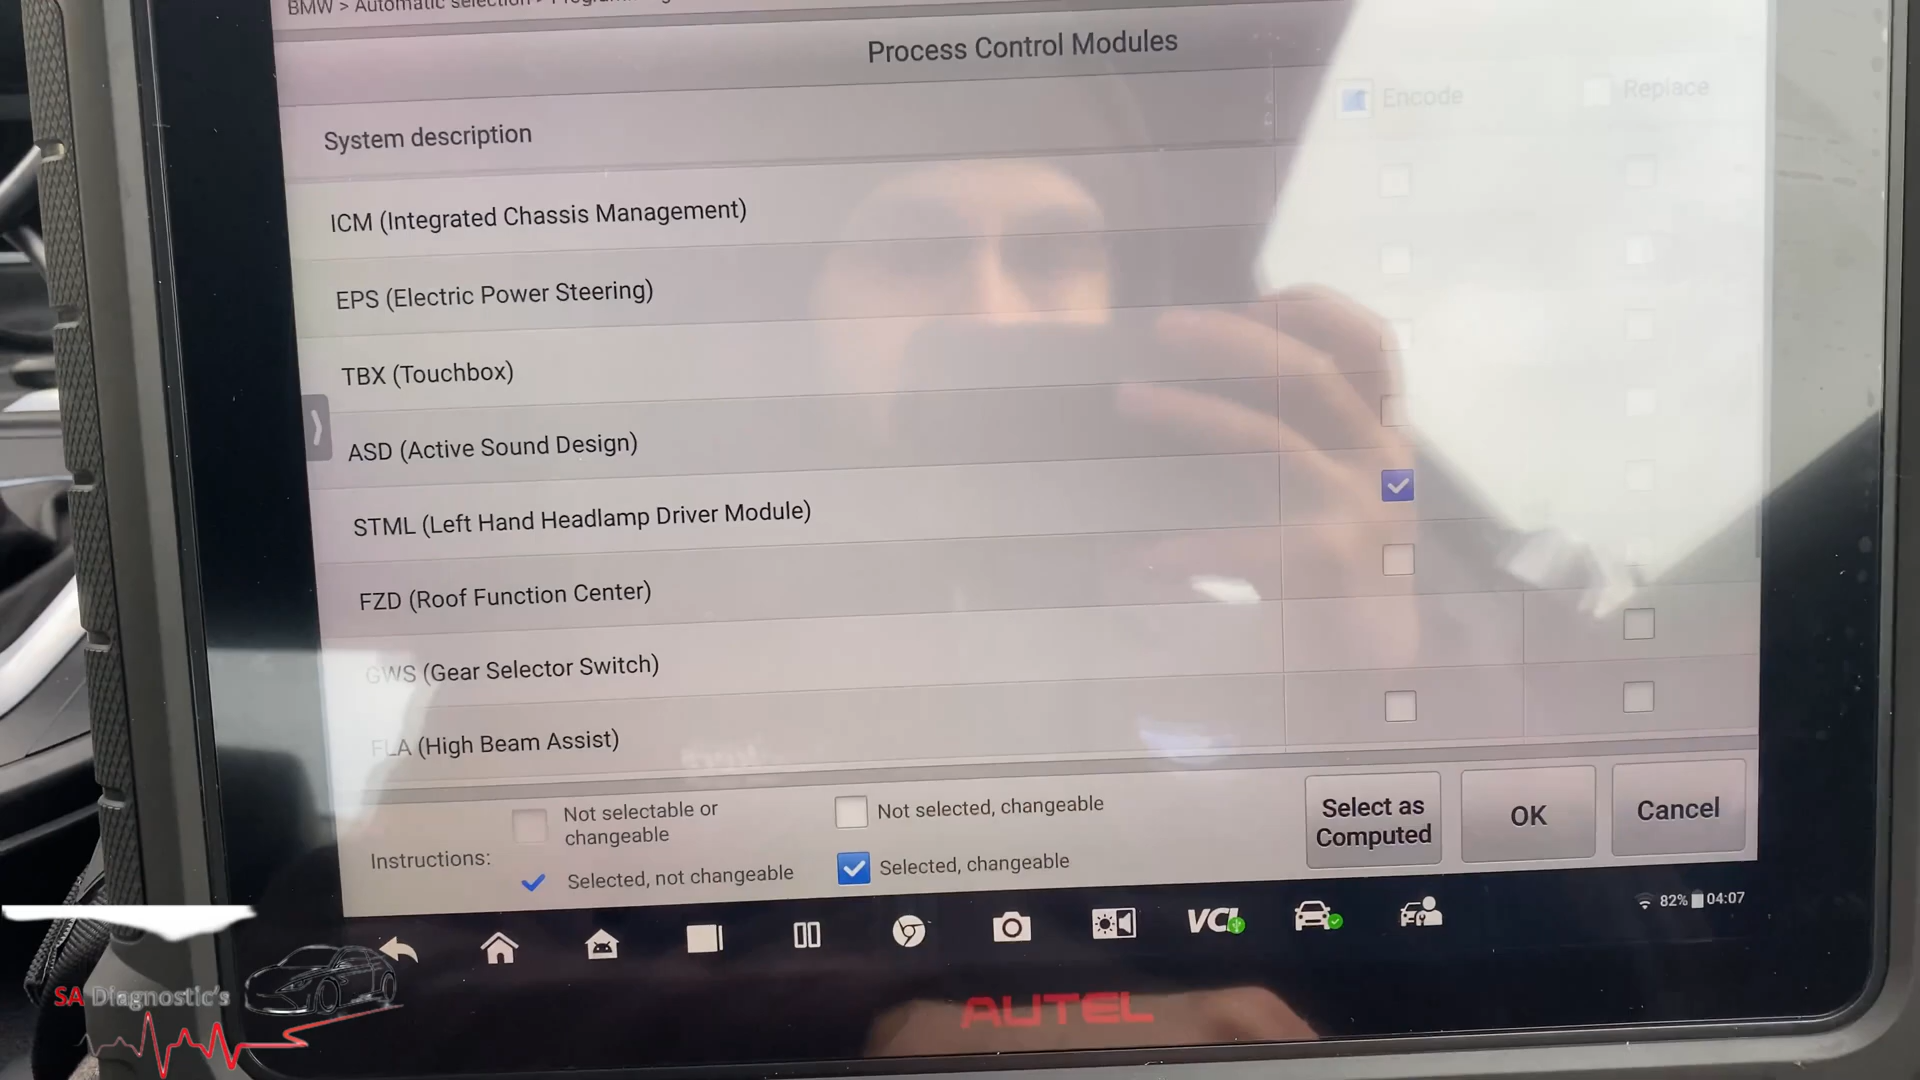 BMW > Automatic selection >
Process Control Modules
Encode
Replace
System description
ICM (Integrated Chassis Management)
EPS (Electric Power Steering)
TBX (Touchbox)
ASD (Active Sound Design)
STML (Left Hand Headlamp Driver Module)
FZD (Roof Function Center)
GWS (Gear Selector Switch)
FLA (High Beam Assist)
Instructions:
Not selectable or
changeable
Not selected, changeable
Selected, not changeable
Selected, changeable
Select as
Computed
OK
Cancel
VCI
82% 04:07
SA Diagnostic's
AUTEL